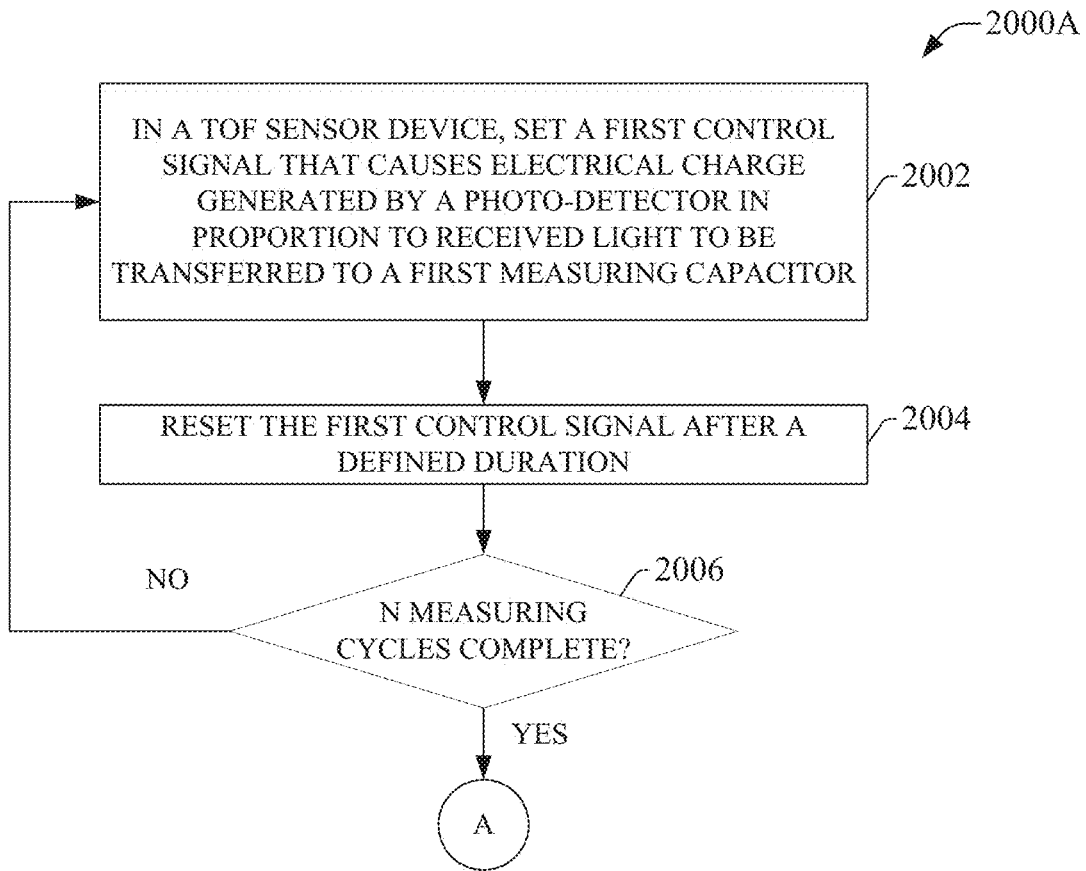 2000A
IN A TOF SENSOR DEVICE, SET A FIRST CONTROL
SIGNAL THAT CAUSES ELECTRICAL CHARGE
GENERATED BY A PHOTO-DETECTOR IN
PROPORTION TO RECEIVED LIGHT TO BE
TRANSFERRED TO A FIRST MEASURING CAPACITOR
2002
RESET THE FIRST CONTROL SIGNAL AFTER A
DEFINED DURATION
2004
2006
NO
N MEASURING
CYCLES COMPLETE?
YES
A